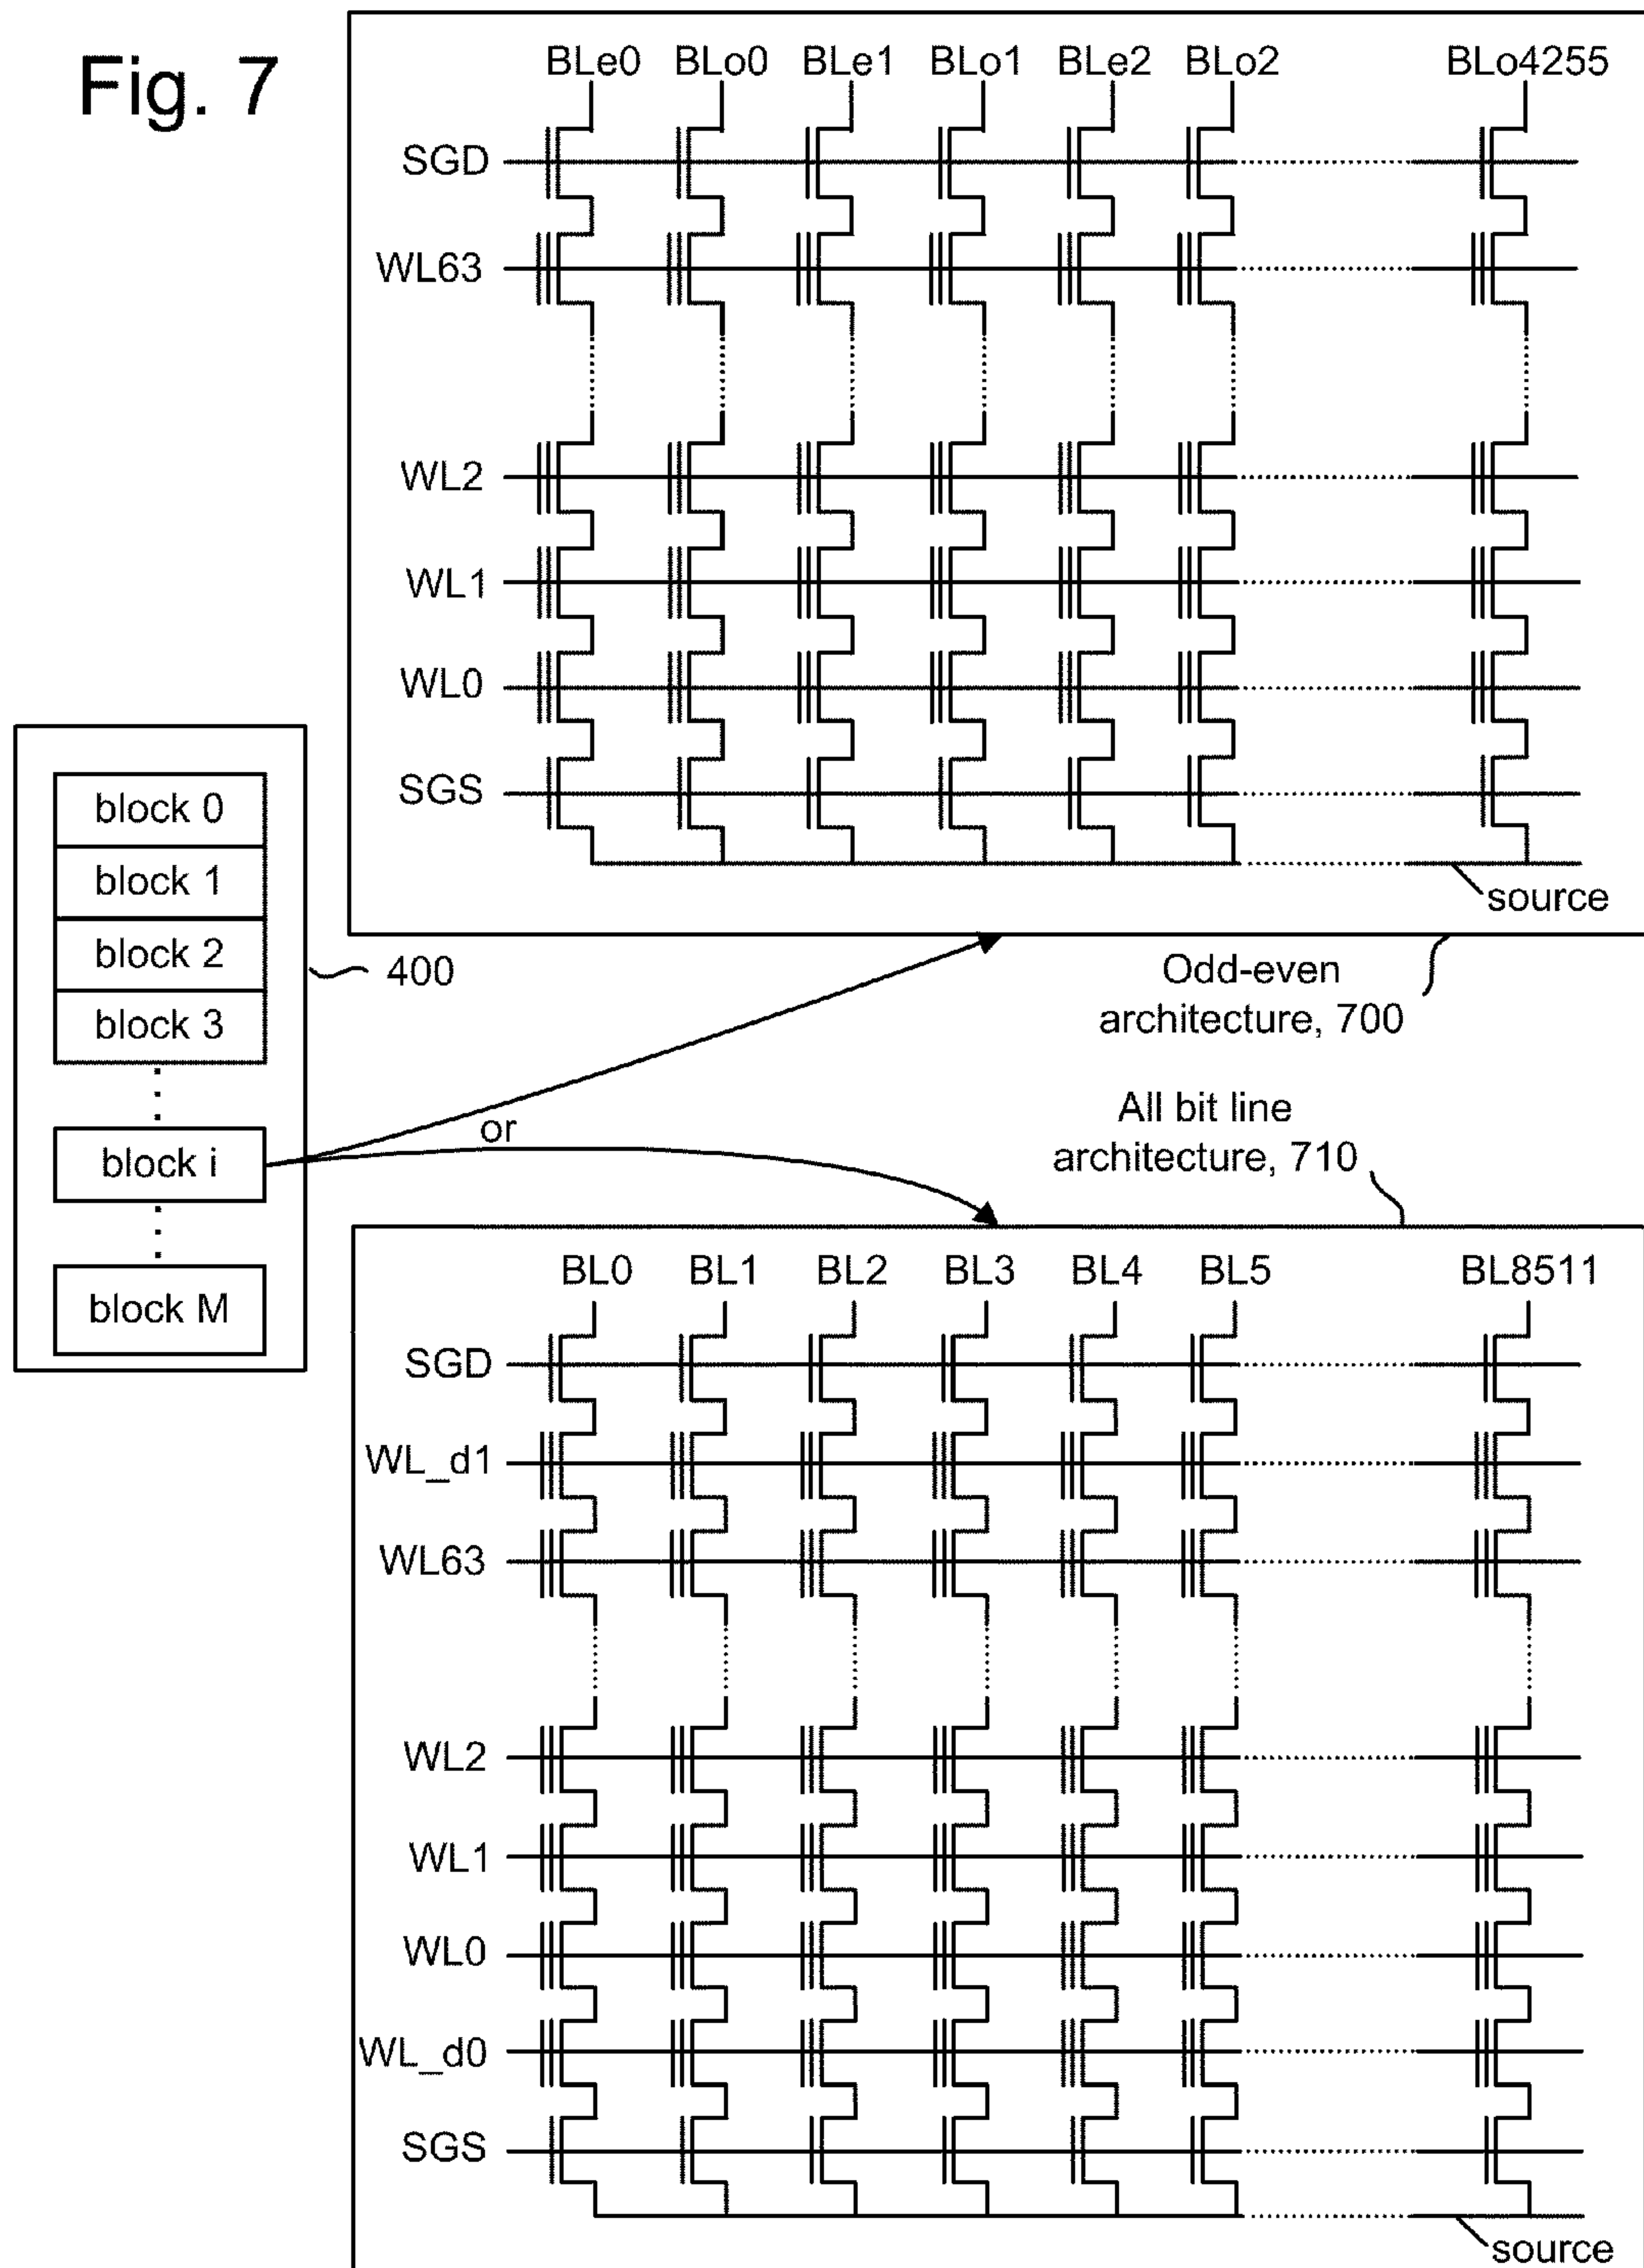 Fig. 7
BLe0 BLo0 BLe1 BLo1 BLe2 BLo2 BLo4255
SGD
WL63
WL2
WL1
WL0
SGS
source
Odd-even
architecture, 700
block 0
block 1
block 2
block 3
block i
block M
400
or
All bit line
architecture, 710
BL0 BL1 BL2 BL3 BL4 BL5 BL8511
SGD
WL_d1
WL63
WL2
WL1
WL0
WL_d0
SGS
source